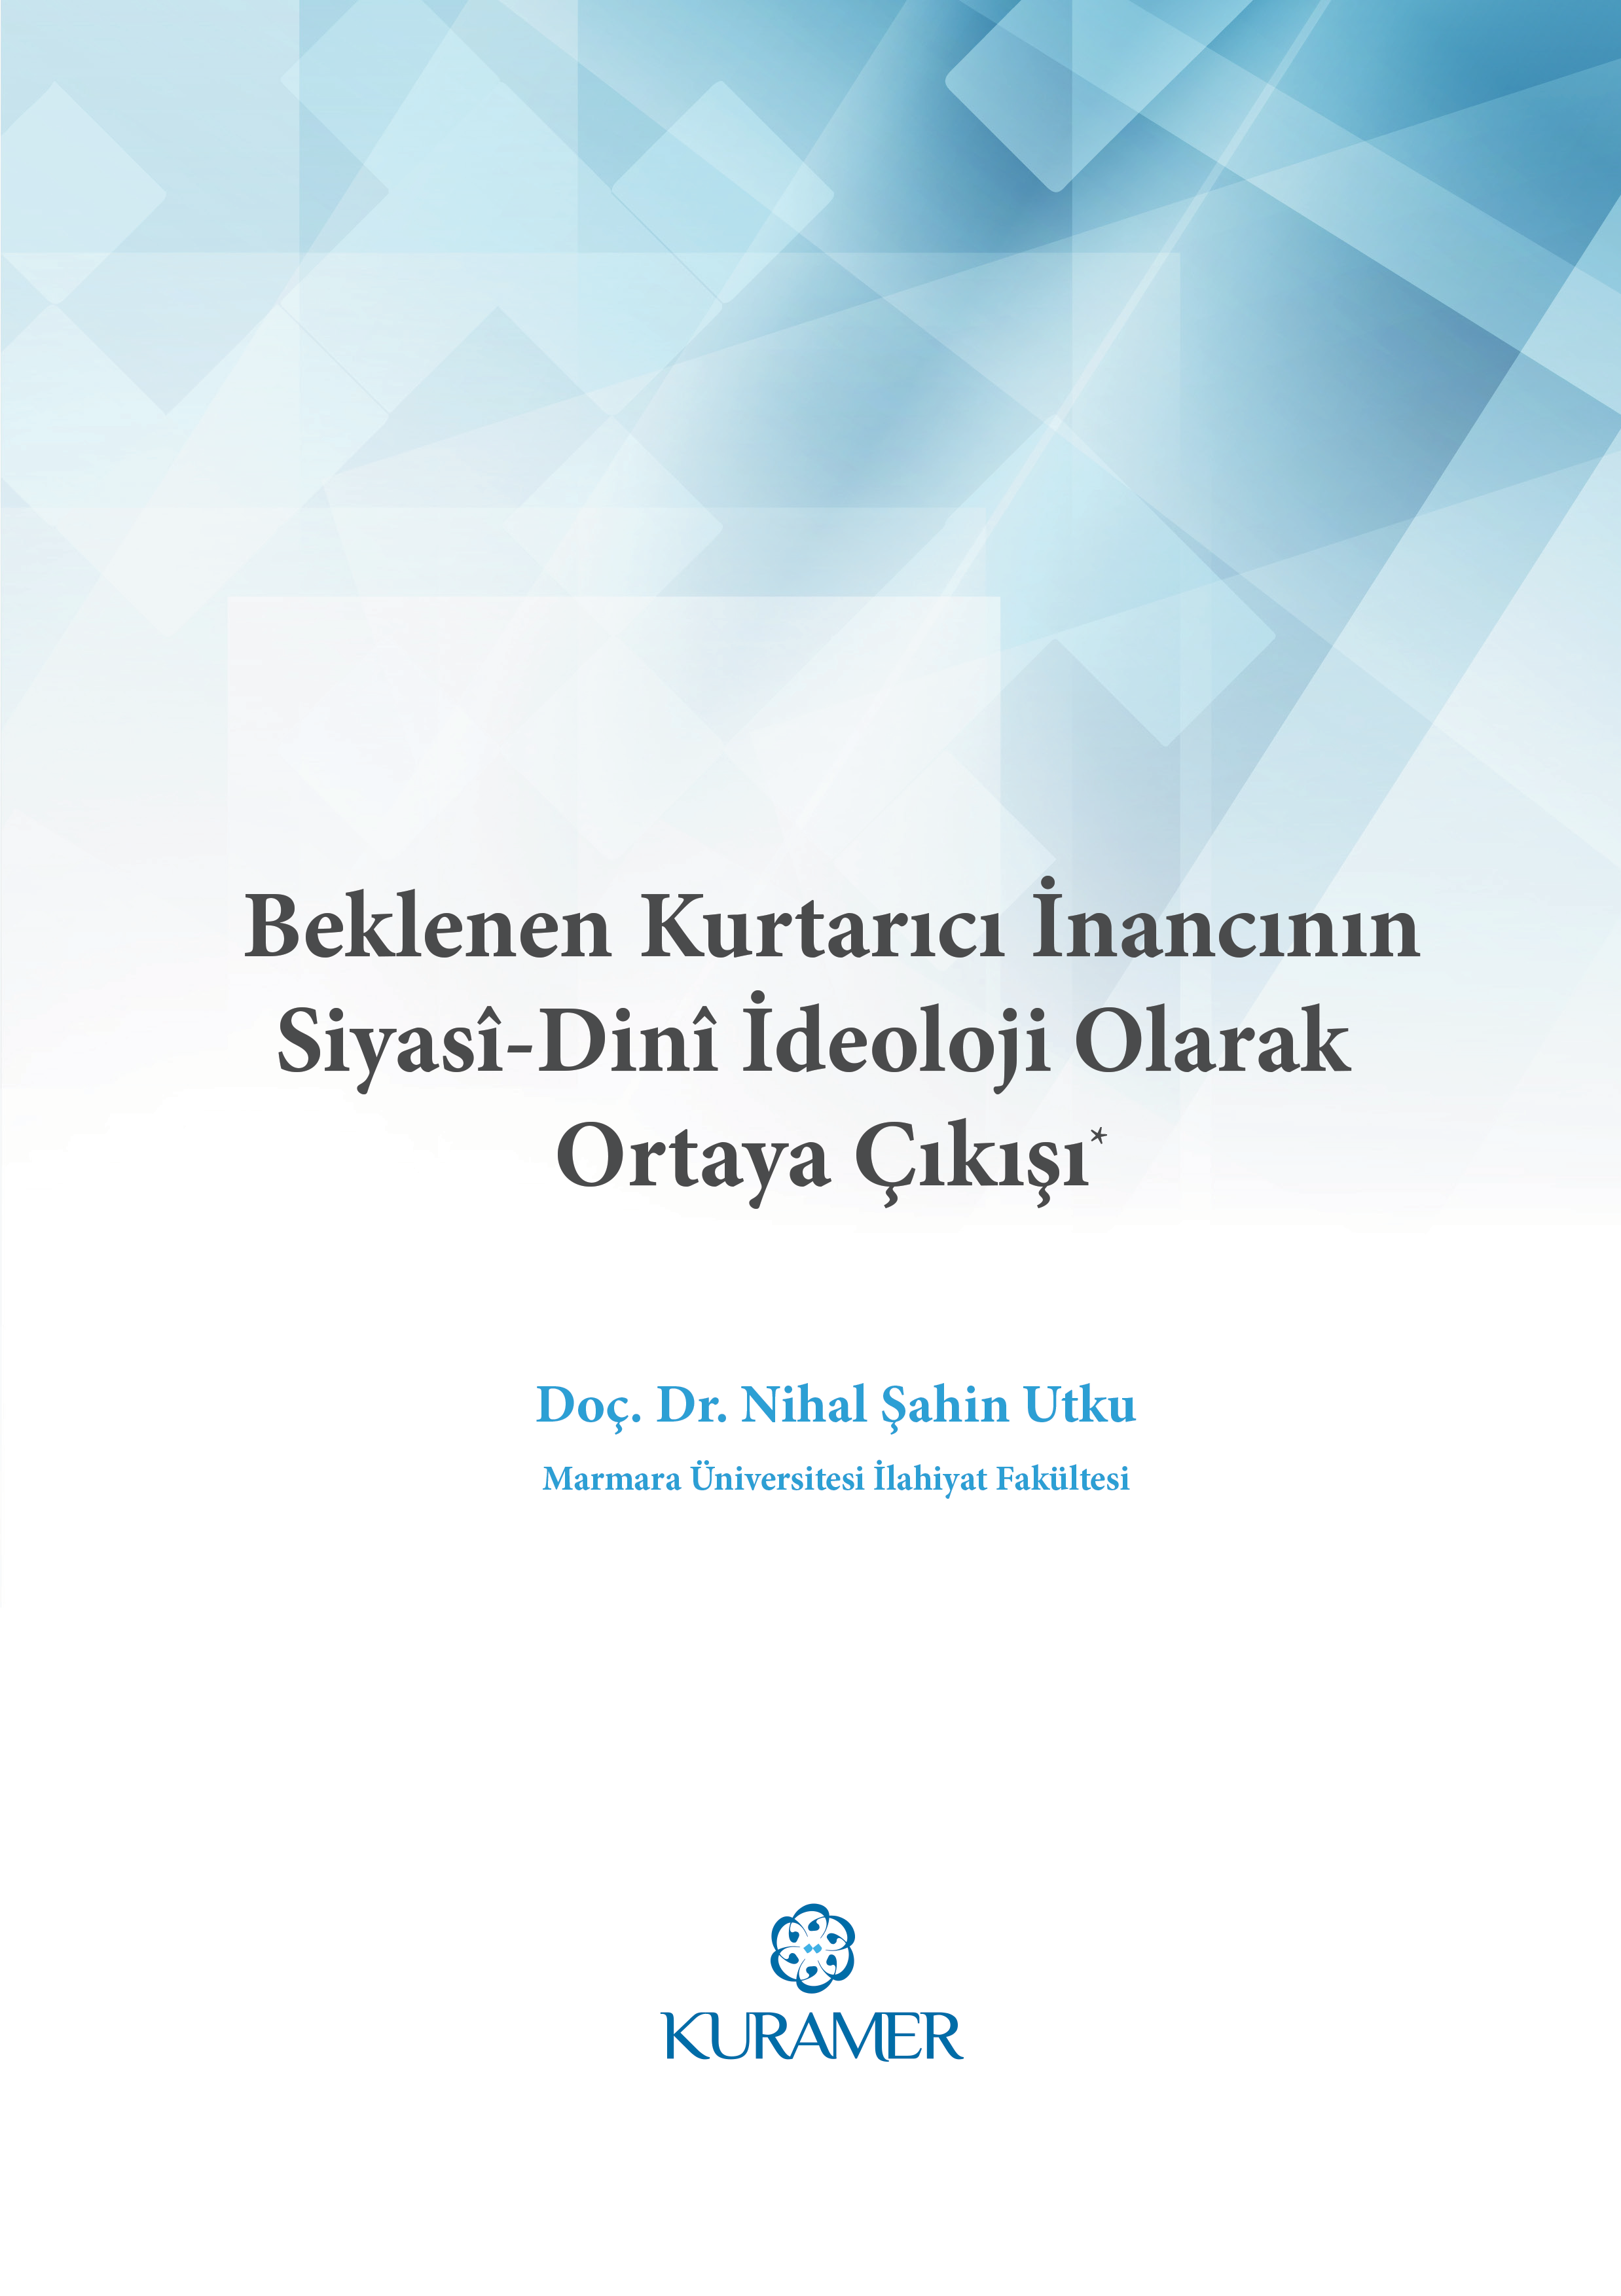 Beklenen Kurtarıcı İnancının
Siyasî-Dinî İdeoloji Olarak
Ortaya Çıkışı*
Doç. Dr. Nihal Şahin Utku
Marmara Üniversitesi İlahiyat Fakültesi
KURAMER